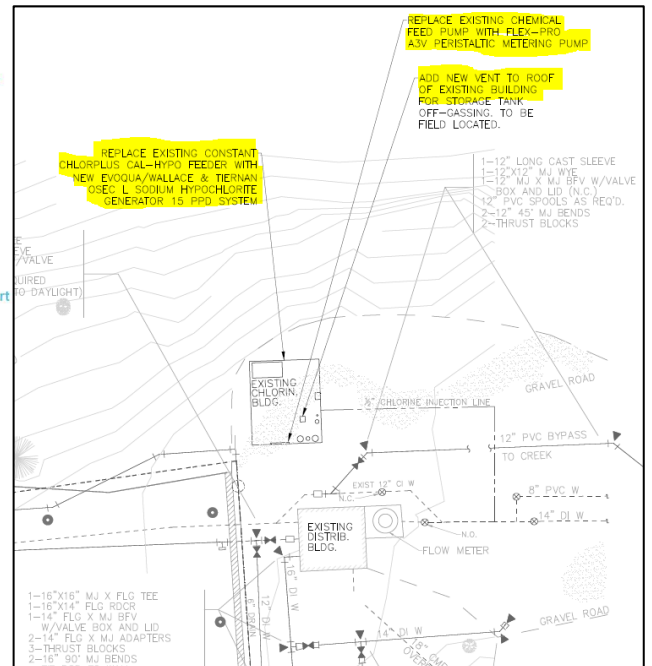 REPLACE EXISTING CHEMICAL
FEED PUMP WITH FLEX-PRO
A3V PERISTALTIC METERING PUMP
ADD NEW VENT TO ROOF
OF EXISTING BUILDING
FOR STORAGE TANK
OFF-GASSING. TO BE
FIELD LOCATED.
REPLACE EXISTING CONSTANT
CHLORPLUS CAL-HYPO FEEDER WITH
NEW EVOQUA/WALLACE & TIERNAN
OSEC L SODIUM HYPOCHLORITE
GENERATOR 15 PPD SYSTEM
1-12" LONG CAST SLEEVE
1-12"X12" MJ WYE
1-12" MJ X MJ BFV W/VALVE
BOX AND LID (N.C.)
12" PVC SPOOLS AS REQ'D.
2-12" 45° MJ BENDS
2-THRUST BLOCKS
/VALVE
UIRED
TO DAYLIGHT)
rt
EXISTING
CHLORIN.
BLDG.
GRAVEL ROAD
CHLORINE INJECTION LINE
12" PVC BYPASS
TO CREEK
EXIST 12" CI W
N.C.
8" PVC W
14" DI W
EXISTING
DISTRIB.
BLDG.
N.O.
FLOW METER
16" DI W
6" DRAIN
12" DI W
1-16"X16" MJ X FLG TEE
1-16"X14" FLG RDCR
1-14" FLG X MJ BFV
W/VALVE BOX AND LID
2-14" FLG X MJ ADAPTERS
3-THRUST BLOCKS
2-16" 90° MJ BENDS
14" DI W
18" CMP
GRAVEL ROAD